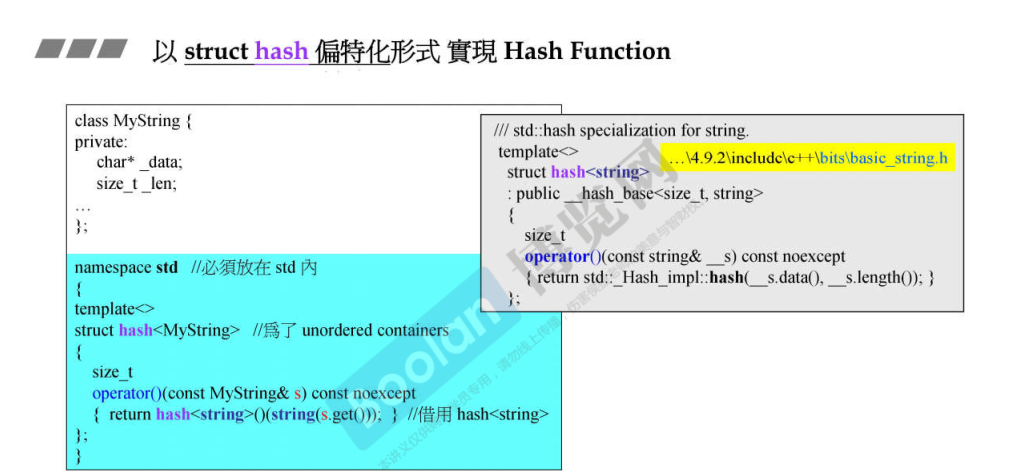 以 struct hash 偏特化形式 實現 Hash Function
class MyString {
private:
char* _data;
size_t _len;
…
};
namespace std //必須放在 std 內
{
template<>
struct hash<MyString> //爲了 unordered containers
{
size_t
operator()(const MyString& s) const noexcept
{ return hash<string>()(string(s.get())); } //借用 hash<string>
};
}
/// std::hash specialization for string.
…\4.9.2\include\c++\bits\basic_string.h
template<>
struct hash<string>
: public __hash_base<size_t, string>
{
size_t
operator()(const string& __s) const noexcept
{ return std::_Hash_impl::hash(__s.data(), __s.length()); }
};
boolan 博览网